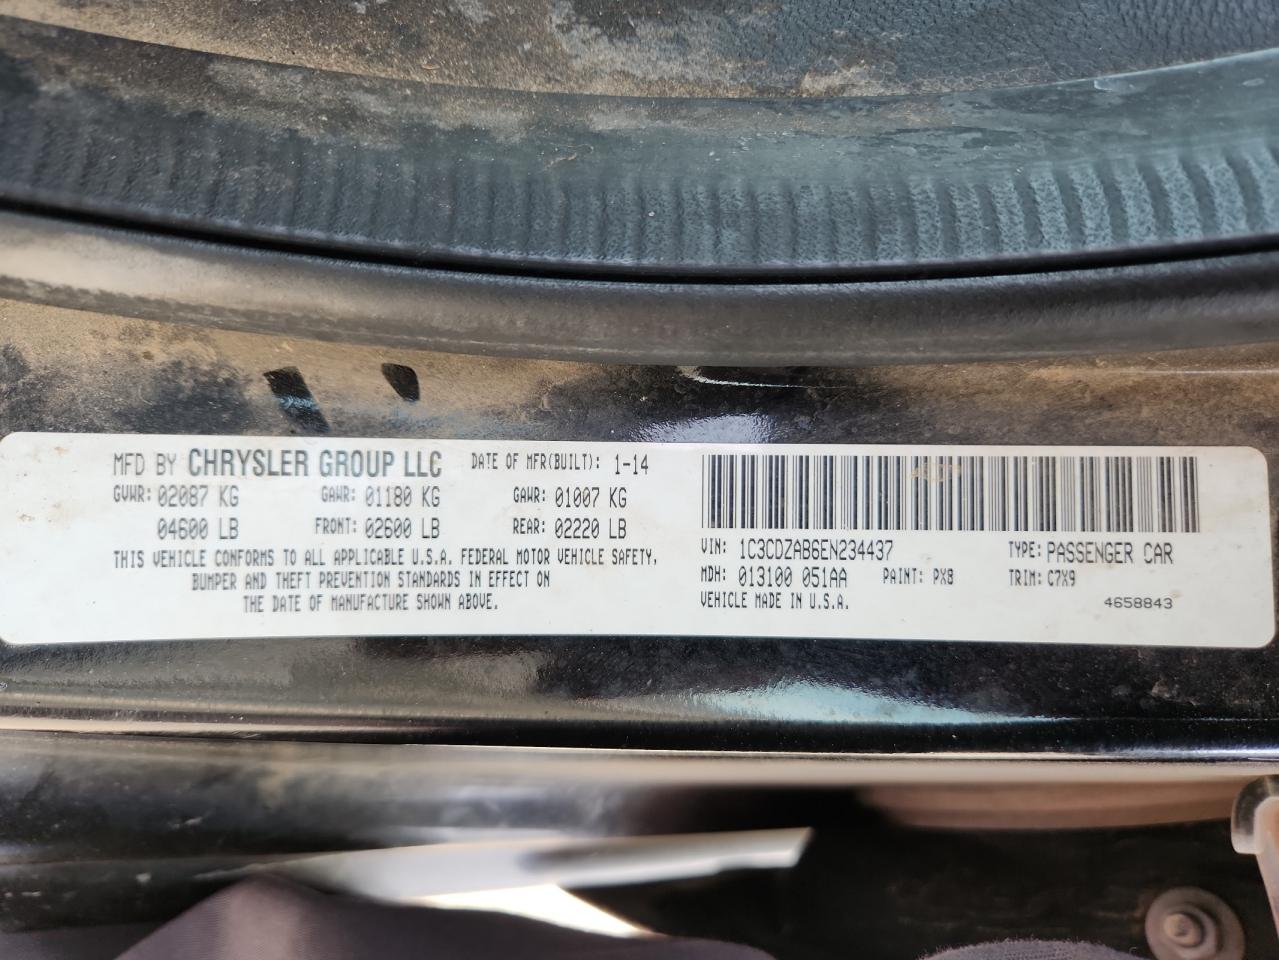 MFD BY CHRYSLER GROUP LLC DATE OF MFR(BUILT): 1-14
GVWR: 02087 KG GAWR: 01180 KG GAWR: 01007 KG
04600 LB FRONT: 02600 LB REAR: 02220 LB
THIS VEHICLE CONFORMS TO ALL APPLICABLE U.S.A. FEDERAL MOTOR VEHICLE SAFETY,
BUMPER AND THEFT PREVENTION STANDARDS IN EFFECT ON
THE DATE OF MANUFACTURE SHOWN ABOVE.
VIN: 1C3CDZAB6EN234437 TYPE: PASSENGER CAR
MDH: 013100 051AA PAINT: PX8 TRIM: C7X9
VEHICLE MADE IN U.S.A. 4658843